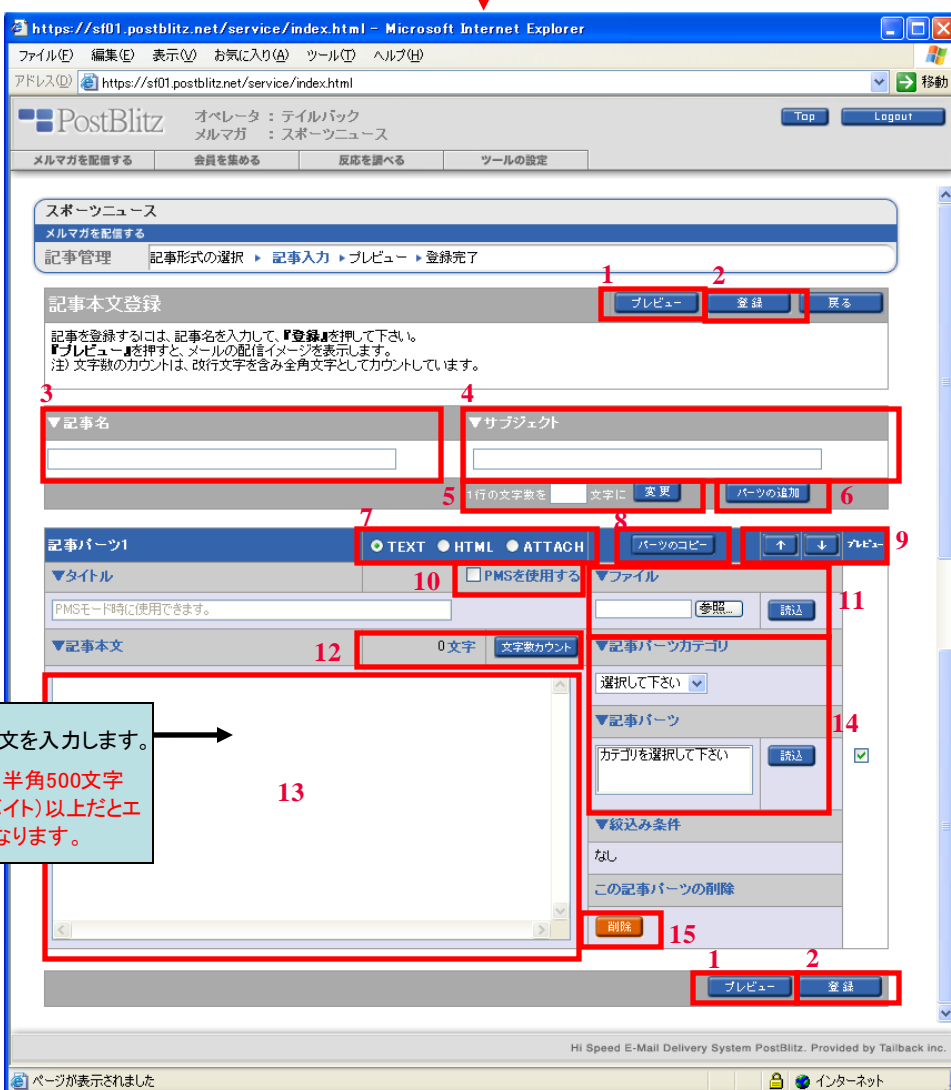 https://sf01.postblitz.net/service/index.html - Microsoft Internet Explorer
ファイル(F) 編集(E) 表示(V) お気に入り(A) ツール(T) ヘルプ(H)
アドレス(D) https://sf01.postblitz.net/service/index.html 移動
PostBlitz オペレータ : テイルバック Top Logout
メルマガ : スポーツニュース
メルマガを配信する 会員を集める 反応を調べる ツールの設定
スポーツニュース
メルマガを配信する
記事管理 記事形式の選択 ▶ 記事入力 ▶ プレビュー ▶ 登録完了
1 2
記事本文登録 プレビュー 登録 戻る
記事を登録するには、記事名を入力して、『登録』を押して下さい。
『プレビュー』を押すと、メールの配信イメージを表示します。
注) 文字数のカウントは、改行文字を含み全角文字としてカウントしています。
3 4
▼記事名 ▼サブジェクト
5 1行の文字数を 文字に 変更 パーツの追加 6
7 8
記事パーツ1 TEXT HTML ATTACH パーツのコピー ↑ ↓ プレビュー 9
▼タイトル 10 PMSを使用する ▼ファイル
PMSモード時に使用できます。 参照... 読込 11
▼記事本文 12 0文字 文字数カウント ▼記事パーツカテゴリ
選択して下さい
▼記事パーツ 14
文を入力します。
カテゴリを選択して下さい 読込
半角500文字
イト)以上だとエ
なります。
13
▼絞込み条件
なし
この記事パーツの削除
削除 15
1 2
プレビュー 登録
Hi Speed E-Mail Delivery System PostBlitz. Provided by Tailback inc.
ページが表示されました インターネット